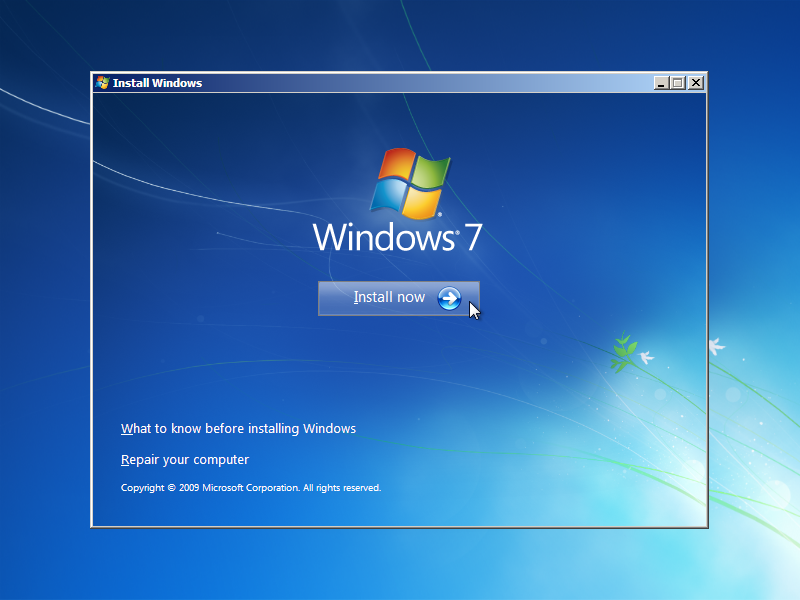 Install Windows
Windows® 7
Install now
What to know before installing Windows
Repair your computer
Copyright © 2009 Microsoft Corporation. All rights reserved.